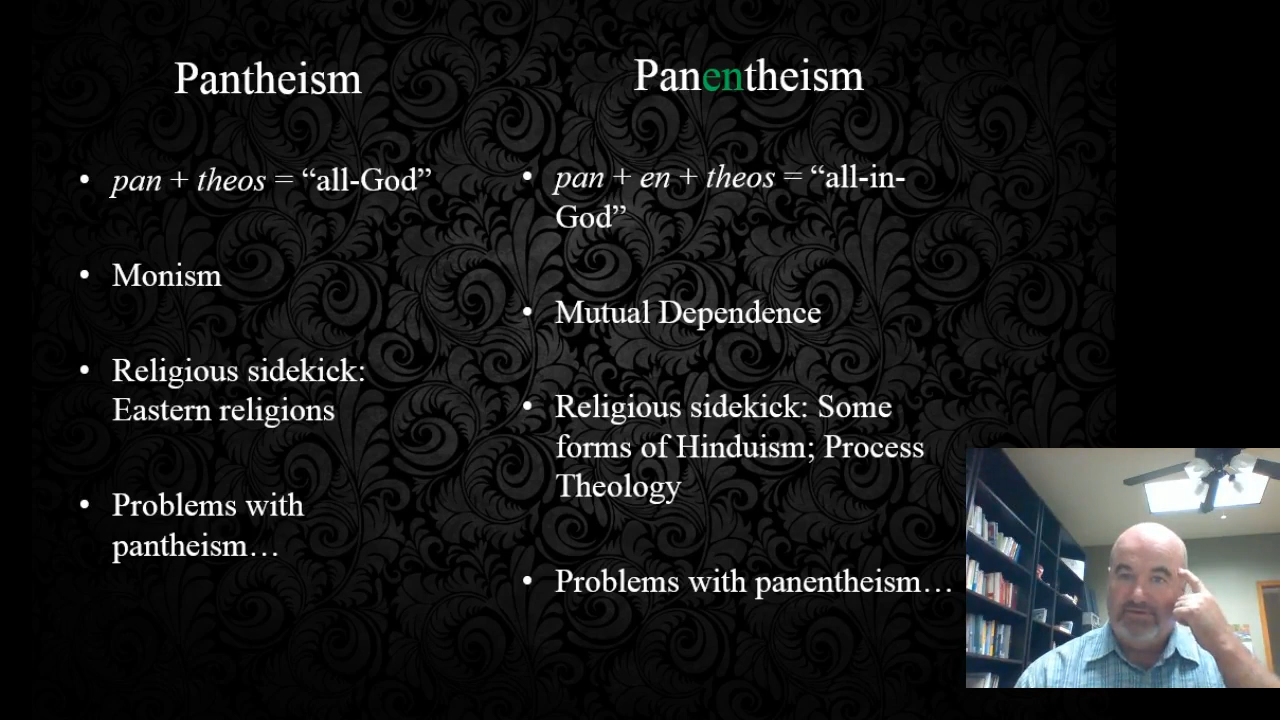 Pantheism
• pan + theos = “all-God”
• Monism
• Religious sidekick:
Eastern religions
• Problems with
pantheism…
Panentheism
• pan + en + theos = “all-in-
God”
• Mutual Dependence
• Religious sidekick: Some
forms of Hinduism; Process
Theology
• Problems with panentheism…